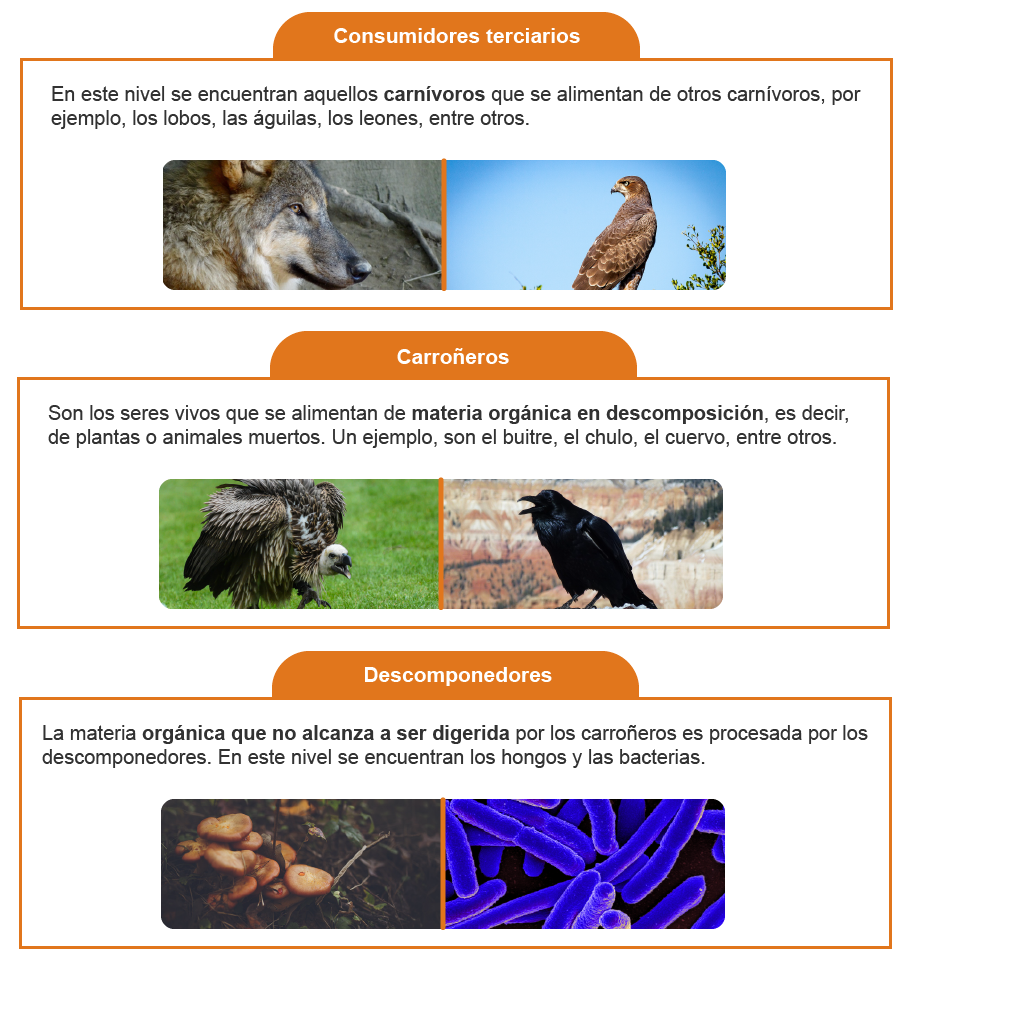 Consumidores terciarios
En este nivel se encuentran aquellos carnívoros que se alimentan de otros carnívoros, por
ejemplo, los lobos, las águilas, los leones, entre otros.
Carroñeros
Son los seres vivos que se alimentan de materia orgánica en descomposición, es decir,
de plantas o animales muertos. Un ejemplo, son el buitre, el chulo, el cuervo, entre otros.
Descomponedores
La materia orgánica que no alcanza a ser digerida por los carroñeros es procesada por los
descomponedores. En este nivel se encuentran los hongos y las bacterias.